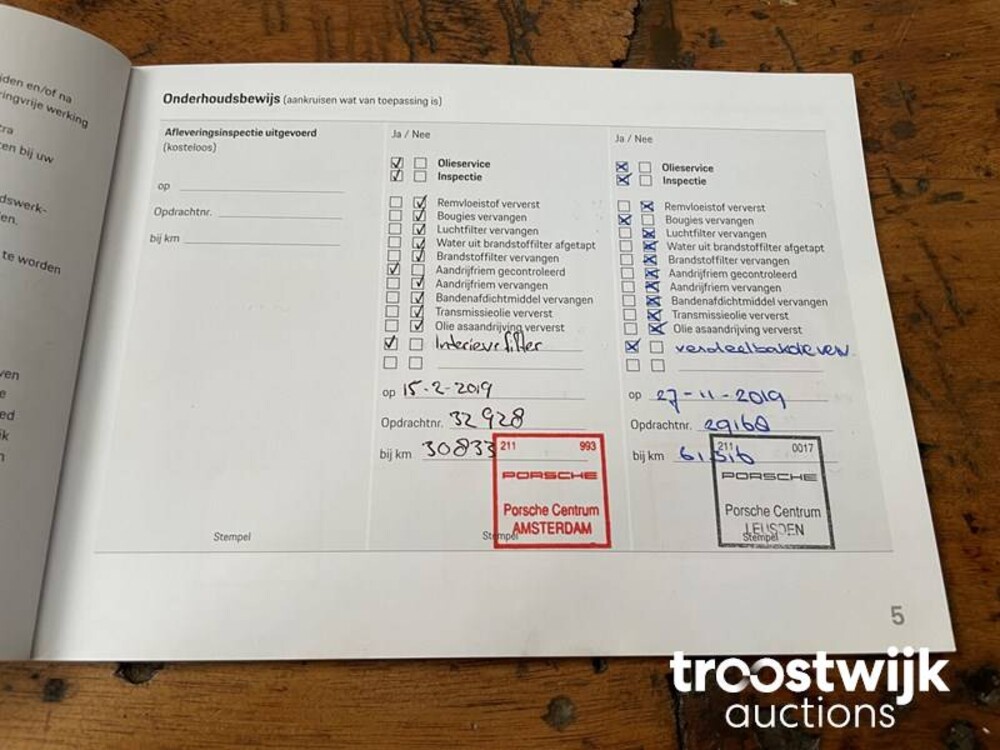 iden en/of na
ringvrije werking
tra
en bij uw
dswerk-
en.
te worden
ven
e
ed
k
n
Onderhoudsbewijs (aankruisen wat van toepassing is)
Afleveringsinspectie uitgevoerd
(kosteloos)
op
Opdrachtnr.
bij km
Stempel
Ja / Nee
Olieservice
Inspectie
Remvloeistof ververst
Bougies vervangen
Luchtfilter vervangen
Water uit brandstoffilter afgetapt
Brandstoffilter vervangen
Aandrijfriem gecontroleerd
Aandrijfriem vervangen
Bandenafdichtmiddel vervangen
Transmissieolie ververst
Olie asaandrijving ververst
Interieurfilter
op 15-2-2019
Opdrachtnr. 32928
bij km 30833
211 993
PORSCHE
Porsche Centrum
AMSTERDAM
Stempel
Ja / Nee
Olieservice
Inspectie
Remvloeistof ververst
Bougies vervangen
Luchtfilter vervangen
Water uit brandstoffilter afgetapt
Brandstoffilter vervangen
Aandrijfriem gecontroleerd
Aandrijfriem vervangen
Bandenafdichtmiddel vervangen
Transmissieolie ververst
Olie asaandrijving ververst
op 27-11-2019
Opdrachtnr.
bij km
211 0017
PORSCHE
Porsche Centrum
LEUSDEN
Stempel
5
troostwijk
auctions